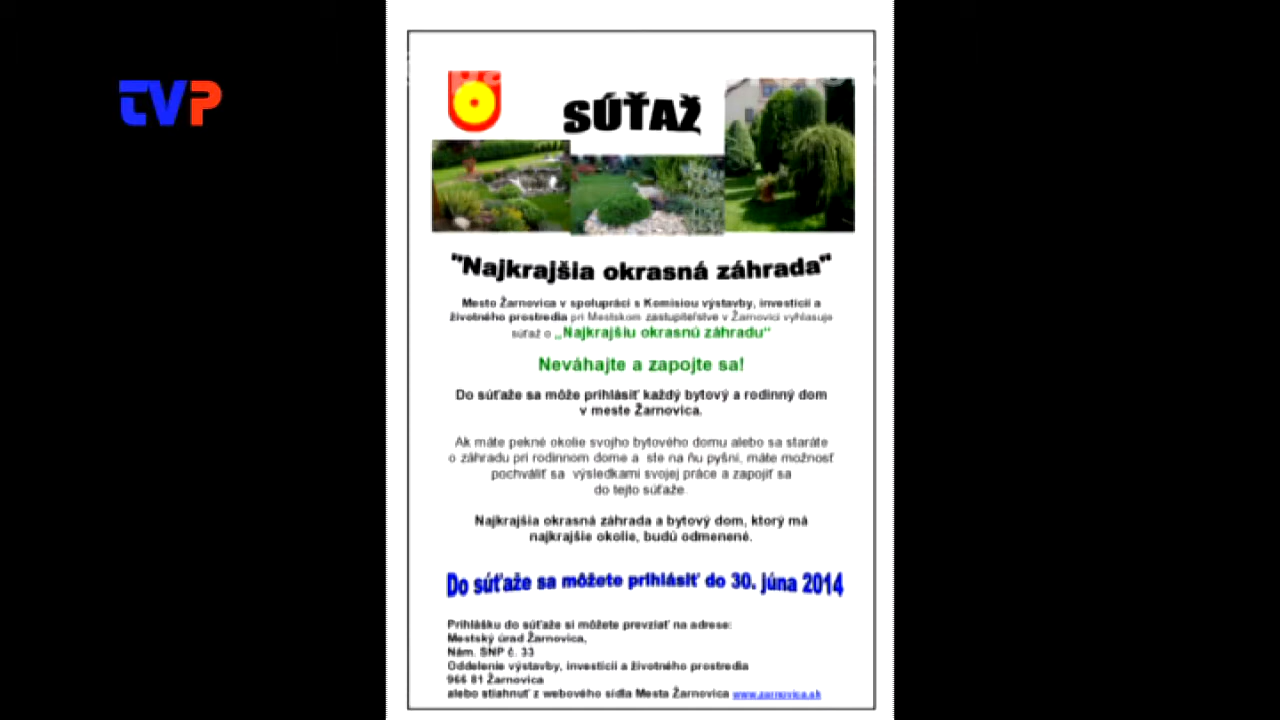 TVP
SÚŤAŽ
"Najkrajšia okrasná záhrada"
Mesto Žarnovica v spolupráci s Komisiou výstavby, investícií a
životného prostredia pri Mestskom zastupiteľstve v Žarnovici vyhlasuje
súťaž o „Najkrajšiu okrasnú záhradu“
Neváhajte a zapojte sa!
Do súťaže sa môže prihlásiť každý bytový a rodinný dom
v meste Žarnovica.
Ak máte pekné okolie svojho bytového domu alebo sa staráte
o záhradu pri rodinnom dome a ste na ňu pyšní, máte možnosť
pochváliť sa výsledkami svojej práce a zapojiť sa
do tejto súťaže.
Najkrajšia okrasná záhrada a bytový dom, ktorý má
najkrajšie okolie, budú odmenené.
Do súťaže sa môžete prihlásiť do 30. júna 2014
Prihlášku do súťaže si môžete prevziať na adrese:
Mestský úrad Žarnovica,
Nám. SNP č. 33
Oddelenie výstavby, investícií a životného prostredia
966 81 Žarnovica
alebo stiahnuť z webového sídla Mesta Žarnovica www.zarnovica.sk